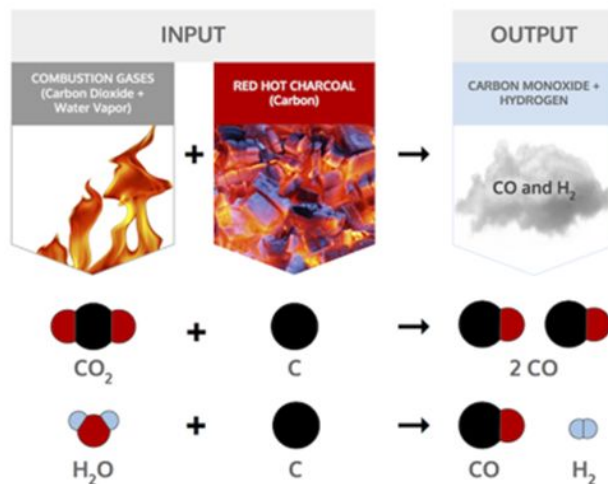 INPUT
OUTPUT
COMBUSTION GASES
(Carbon Dioxide +
Water Vapor)
+
RED HOT CHARCOAL
(Carbon)
→
CARBON MONOXIDE +
HYDROGEN
CO and H₂
+
→
CO₂
C
2 CO
+
→
H₂O
C
CO
H₂